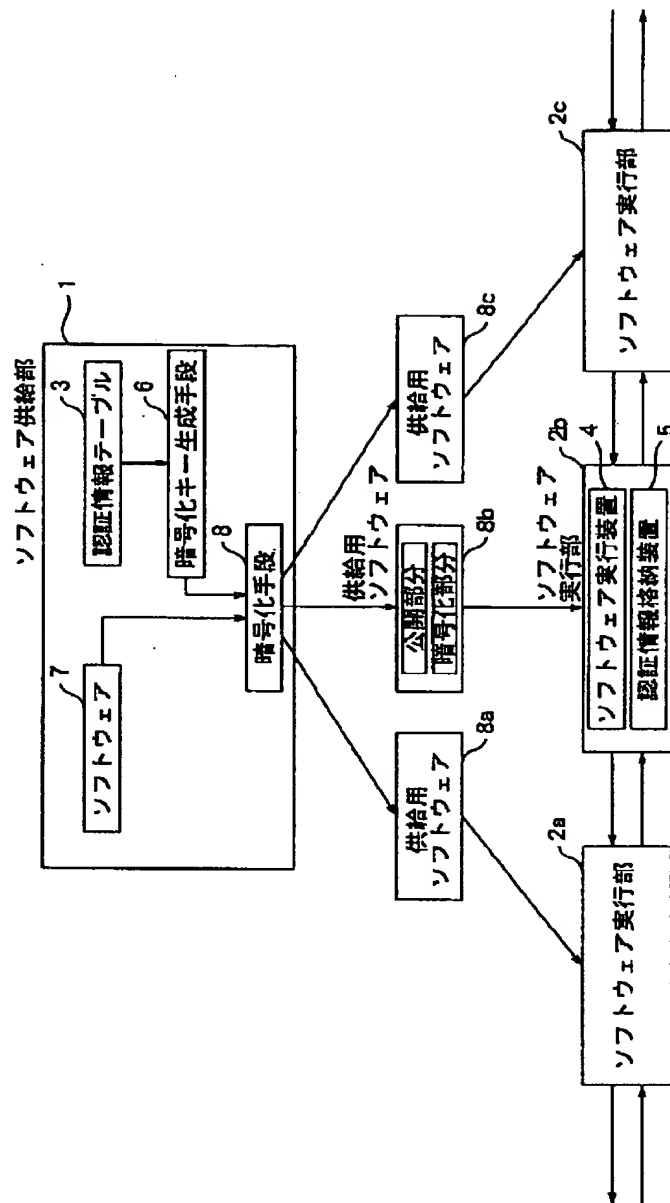 ソフトウェア供給部
1
7
ソフトウェア
3
認証情報テーブル
6
暗号化キー生成手段
8
暗号化手段
供給用
ソフトウェア
8a
供給用
ソフトウェア
公開部分
暗号化部分
8b
供給用
ソフトウェア
8c
2a
ソフトウェア実行部
ソフトウェア
実行部
2b
4
ソフトウェア実行装置
5
認証情報格納装置
2c
ソフトウェア実行部